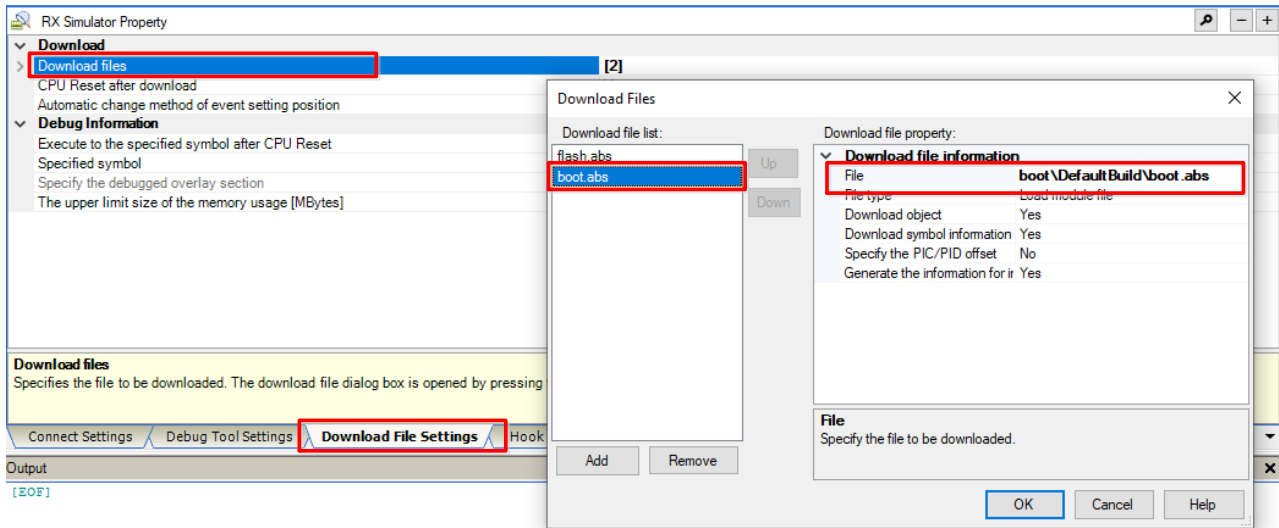 RX Simulator Property
Download
Download files [2]
CPU Reset after download
Automatic change method of event setting position
Debug Information
Execute to the specified symbol after CPU Reset
Specified symbol
Specify the debugged overlay section
The upper limit size of the memory usage [MBytes]
Download files
Specifies the file to be downloaded. The download file dialog box is opened by pressing
Connect Settings Debug Tool Settings Download File Settings Hook
Output
[EOF]
Download Files
Download file list:
flash.abs
boot.abs
Up
Down
Add Remove
Download file property:
Download file information
File boot\DefaultBuild\boot.abs
File type Load module file
Download object Yes
Download symbol information Yes
Specify the PIC/PID offset No
Generate the information for ir Yes
File
Specify the file to be downloaded.
OK Cancel Help